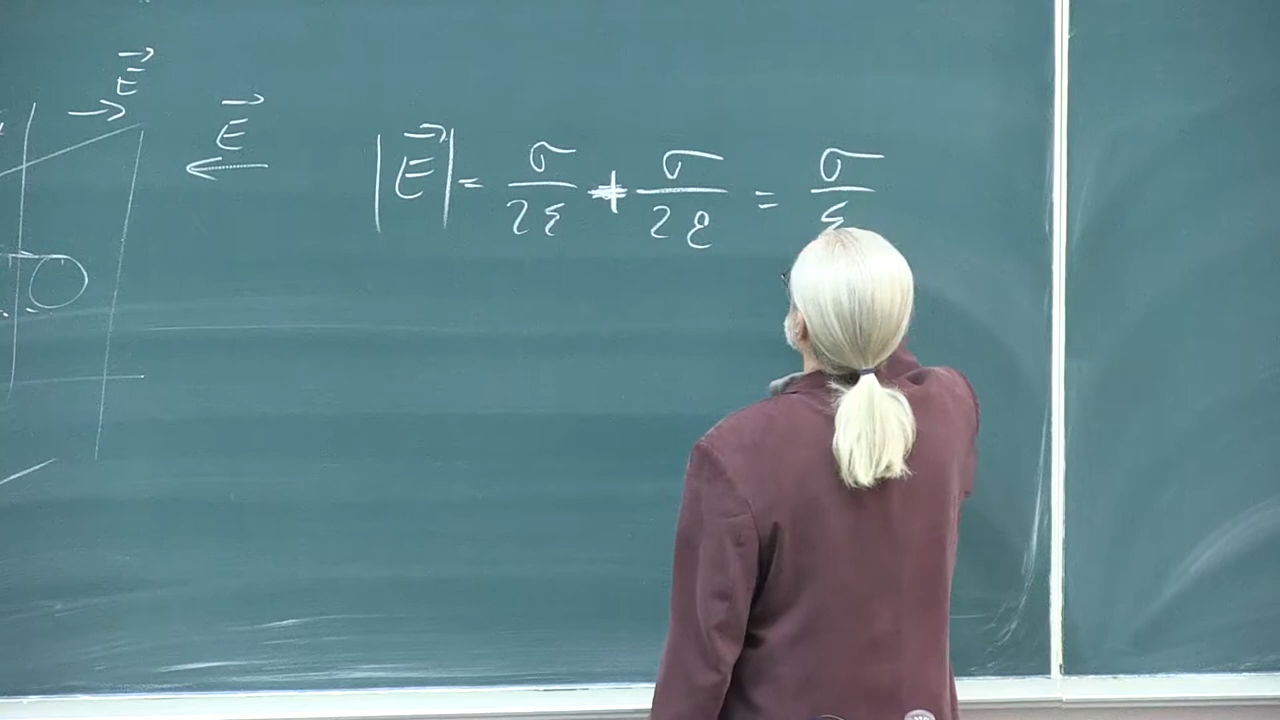 →E
→E
|→E| = σ/2ε + σ/2ε = σ/ε